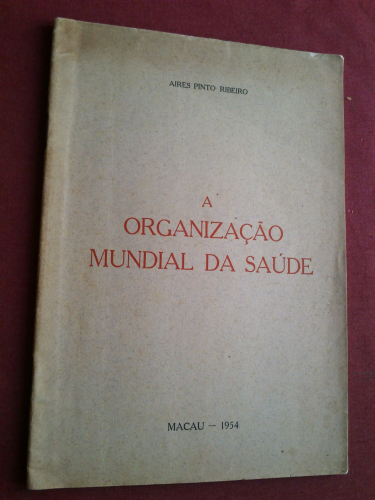 AIRES PINTO RIBEIRO
A
ORGANIZAÇÃO
MUNDIAL DA SAÚDE
MACAU — 1954